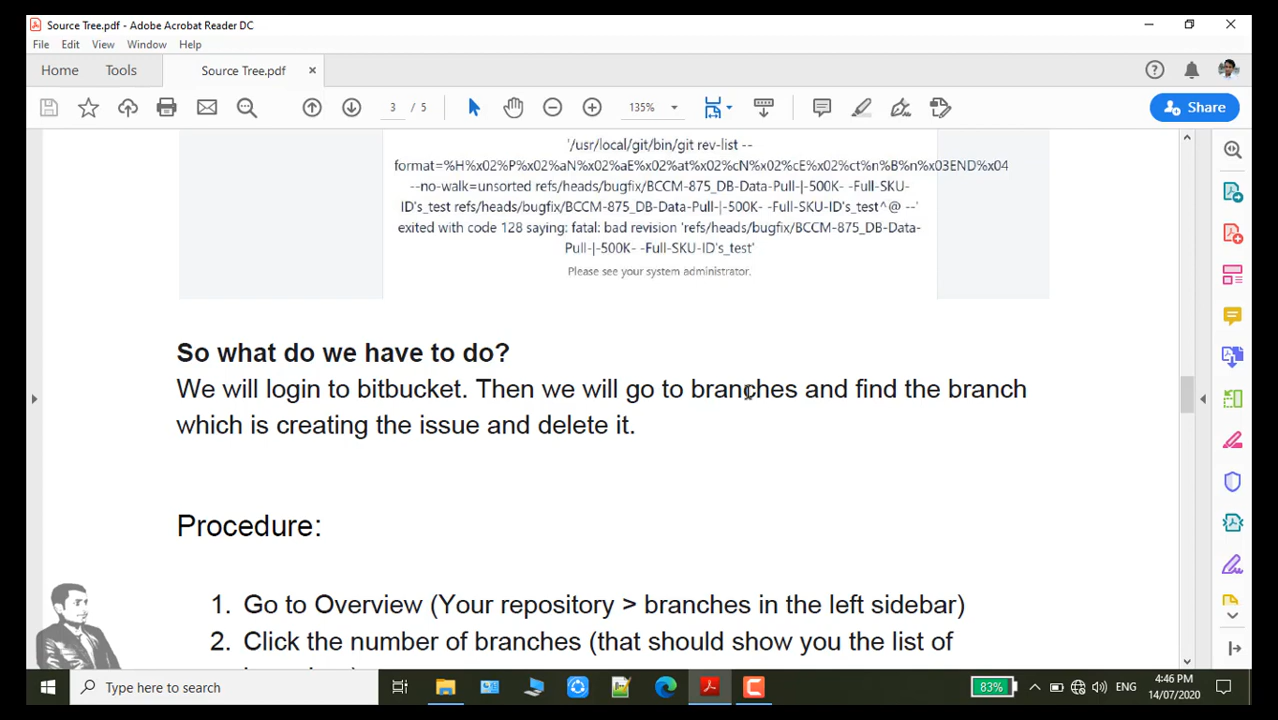 Source Tree.pdf - Adobe Acrobat Reader DC
File Edit View Window Help
Home Tools Source Tree.pdf
3 / 5 135% Share
'/usr/local/git/bin/git rev-list --
format=%H%x02%P%x02%aN%x02%aE%x02%at%x02%cN%x02%cE%x02%ct%n%B%n%x03END%x04
--no-walk=unsorted refs/heads/bugfix/BCCM-875_DB-Data-Pull-|-500K- -Full-SKU-
ID's_test refs/heads/bugfix/BCCM-875_DB-Data-Pull-|-500K- -Full-SKU-ID's_test^@ --'
exited with code 128 saying: fatal: bad revision 'refs/heads/bugfix/BCCM-875_DB-Data-
Pull-|-500K- -Full-SKU-ID's_test'
Please see your system administrator.
So what do we have to do?
We will login to bitbucket. Then we will go to branches and find the branch
which is creating the issue and delete it.
Procedure:
1. Go to Overview (Your repository > branches in the left sidebar)
2. Click the number of branches (that should show you the list of
Type here to search
83% ENG
4:46 PM
14/07/2020